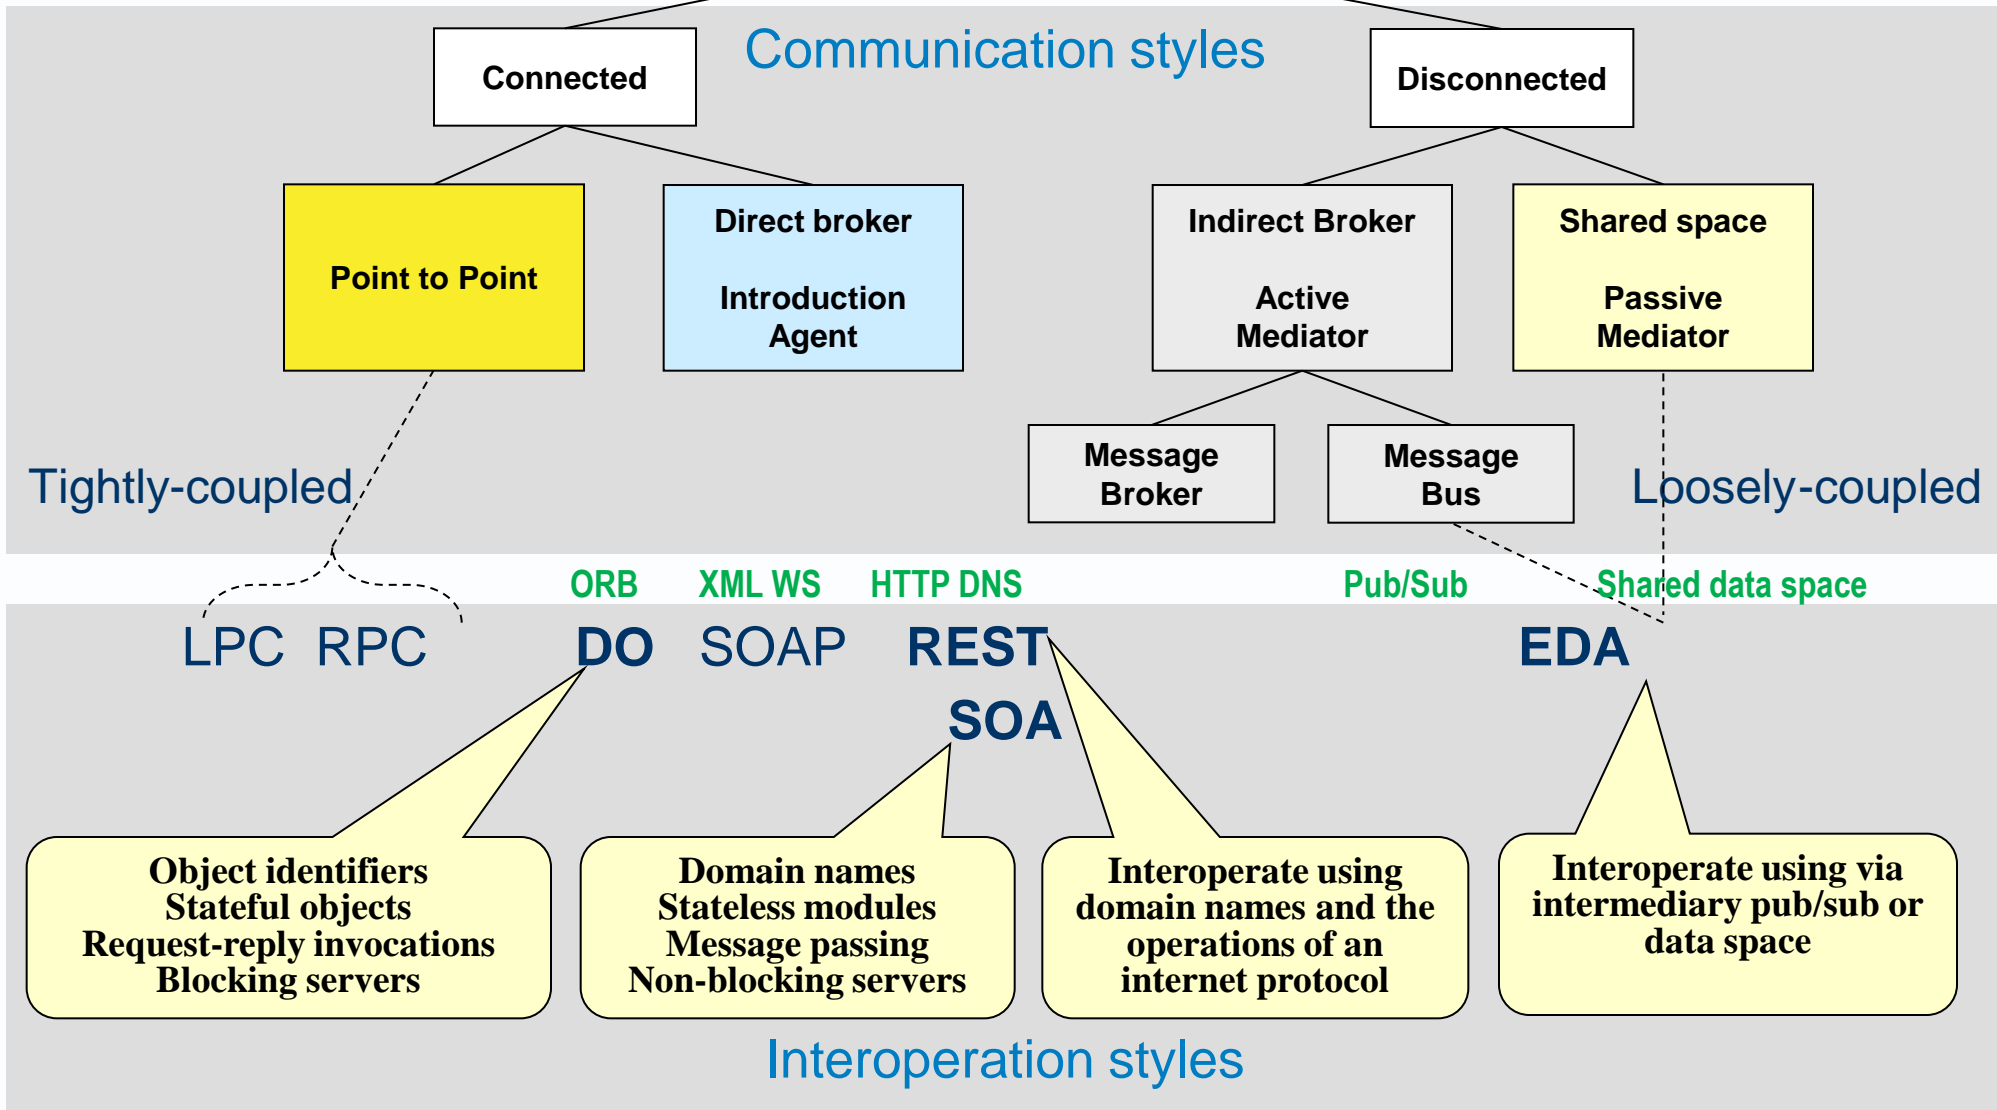 Communication styles
Connected
Disconnected
Point to Point
Direct broker
Introduction
Agent
Indirect Broker
Active
Mediator
Shared space
Passive
Mediator
Message
Broker
Message
Bus
Tightly-coupled
Loosely-coupled
ORB
XML WS
HTTP DNS
Pub/Sub
Shared data space
LPC RPC
DO
SOAP
REST
EDA
SOA
Object identifiers
Stateful objects
Request-reply invocations
Blocking servers
Domain names
Stateless modules
Message passing
Non-blocking servers
Interoperate using
domain names and the
operations of an
internet protocol
Interoperate using via
intermediary pub/sub or
data space
Interoperation styles